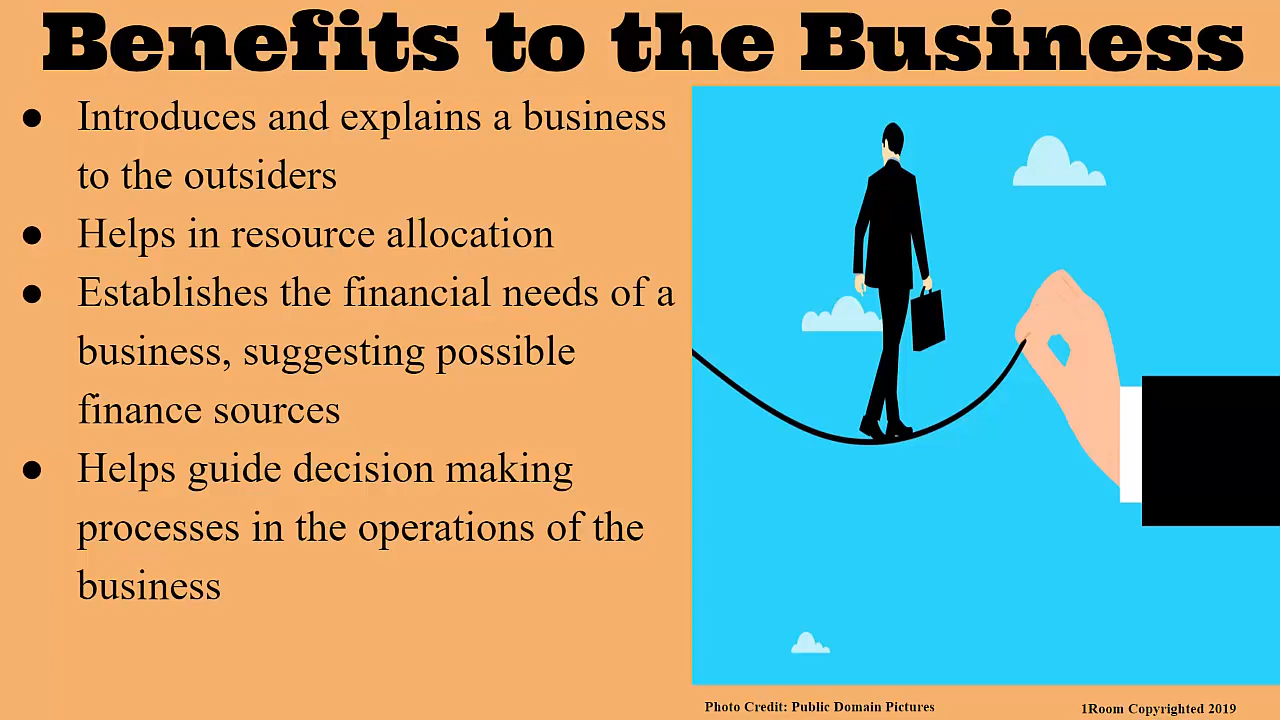 Benefits to the Business
● Introduces and explains a business
to the outsiders
● Helps in resource allocation
● Establishes the financial needs of a
business, suggesting possible
finance sources
● Helps guide decision making
processes in the operations of the
business
Photo Credit: Public Domain Pictures
1Room Copyrighted 2019